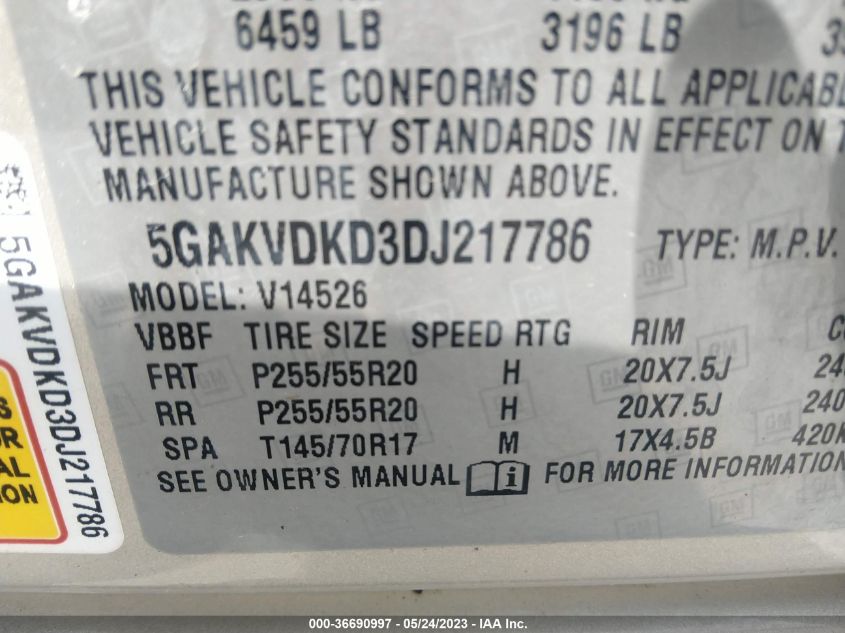 6459 LB 3196 LB
THIS VEHICLE CONFORMS TO ALL
VEHICLE SAFETY STANDARDS IN EFFECT ON
MANUFACTURE SHOWN ABOVE.
5GAKVDKD3DJ217786 TYPE: M.P.V.
MODEL: V14526
VBBF TIRE SIZE SPEED RTG RIM
FRT P255/55R20 H 20X7.5J
RR P255/55R20 H 20X7.5J 240
SPA T145/70R17 M 17X4.5B 420K
SEE OWNER'S MANUAL i FOR MORE INFORMATION
5GAKVDKD3DJ217786
GM
000-36690997 - 05/24/2023 - IAA Inc.